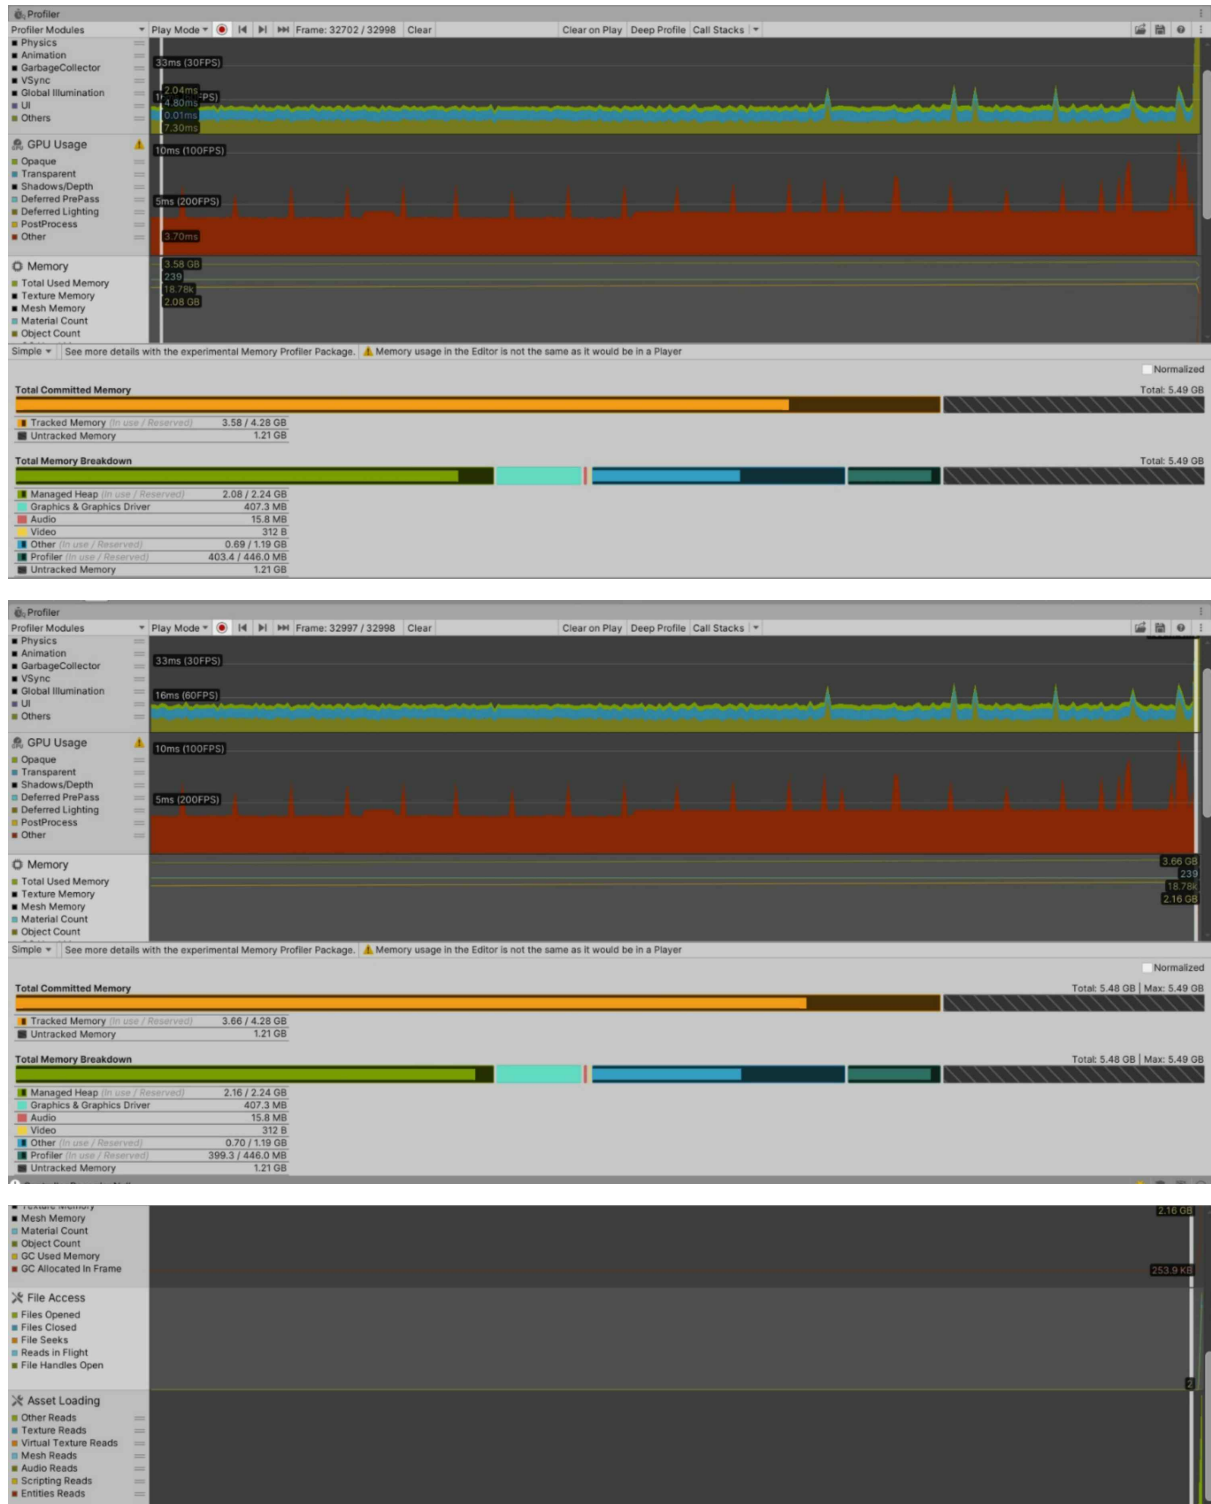 Profiler
Profiler Modules Play Mode Frame: 32702 / 32998 Clear Clear on Play Deep Profile Call Stacks
Physics
Animation
GarbageCollector
VSync
Global Illumination
UI
Others
33ms (30FPS)
2.04ms
4.80ms
0.01ms
7.30ms
GPU Usage
Opaque
Transparent
Shadows/Depth
Deferred PrePass
Deferred Lighting
PostProcess
Other
10ms (100FPS)
5ms (200FPS)
3.70ms
Memory
Total Used Memory
Texture Memory
Mesh Memory
Material Count
Object Count
3.58 GB
239
18.78k
2.08 GB
Simple See more details with the experimental Memory Profiler Package. Memory usage in the Editor is not the same as it would be in a Player
Normalized
Total Committed Memory Total: 5.49 GB
Tracked Memory (In use / Reserved) 3.58 / 4.28 GB
Untracked Memory 1.21 GB
Total Memory Breakdown Total: 5.49 GB
Managed Heap (In use / Reserved) 2.08 / 2.24 GB
Graphics & Graphics Driver 407.3 MB
Audio 15.8 MB
Video 312 B
Other (In use / Reserved) 0.69 / 1.19 GB
Profiler (In use / Reserved) 403.4 / 446.0 MB
Untracked Memory 1.21 GB
Profiler
Profiler Modules Play Mode Frame: 32997 / 32998 Clear Clear on Play Deep Profile Call Stacks
Physics
Animation
GarbageCollector
VSync
Global Illumination
UI
Others
33ms (30FPS)
16ms (60FPS)
GPU Usage
Opaque
Transparent
Shadows/Depth
Deferred PrePass
Deferred Lighting
PostProcess
Other
10ms (100FPS)
5ms (200FPS)
Memory
Total Used Memory
Texture Memory
Mesh Memory
Material Count
Object Count
3.66 GB
239
18.78k
2.16 GB
Simple See more details with the experimental Memory Profiler Package. Memory usage in the Editor is not the same as it would be in a Player
Normalized
Total Committed Memory Total: 5.48 GB | Max: 5.49 GB
Tracked Memory (In use / Reserved) 3.66 / 4.28 GB
Untracked Memory 1.21 GB
Total Memory Breakdown Total: 5.48 GB | Max: 5.49 GB
Managed Heap (In use / Reserved) 2.16 / 2.24 GB
Graphics & Graphics Driver 407.3 MB
Audio 15.8 MB
Video 312 B
Other (In use / Reserved) 0.70 / 1.19 GB
Profiler (In use / Reserved) 399.3 / 446.0 MB
Untracked Memory 1.21 GB
Texture Memory 2.16 GB
Mesh Memory
Material Count
Object Count
GC Used Memory
GC Allocated In Frame 253.9 KB
File Access
Files Opened
Files Closed
File Seeks
Reads in Flight
File Handles Open
2
Asset Loading
Other Reads
Texture Reads
Virtual Texture Reads
Mesh Reads
Audio Reads
Scripting Reads
Entities Reads